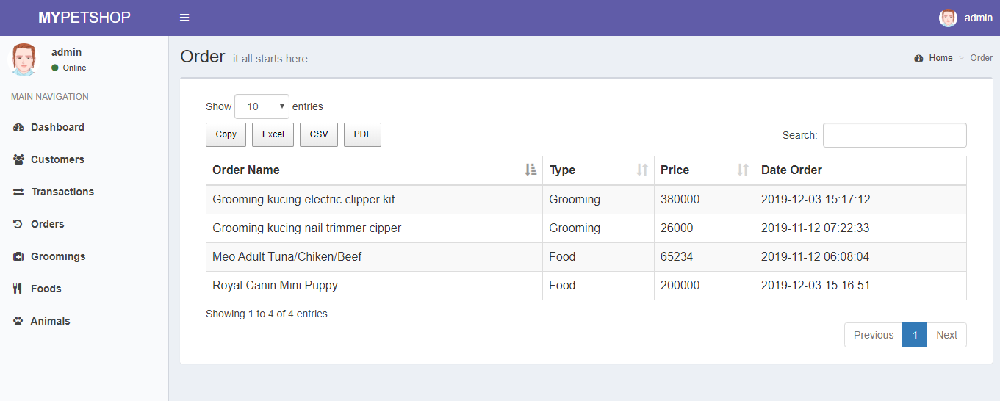 MYPETSHOP
admin
admin
Online
MAIN NAVIGATION
Dashboard
Customers
Transactions
Orders
Groomings
Foods
Animals
Order it all starts here
Home > Order
Show 10 entries
Copy Excel CSV PDF
Search:
Order Name Type Price Date Order
Grooming kucing electric clipper kit Grooming 380000 2019-12-03 15:17:12
Grooming kucing nail trimmer cipper Grooming 26000 2019-11-12 07:22:33
Meo Adult Tuna/Chiken/Beef Food 65234 2019-11-12 06:08:04
Royal Canin Mini Puppy Food 200000 2019-12-03 15:16:51
Showing 1 to 4 of 4 entries
Previous 1 Next